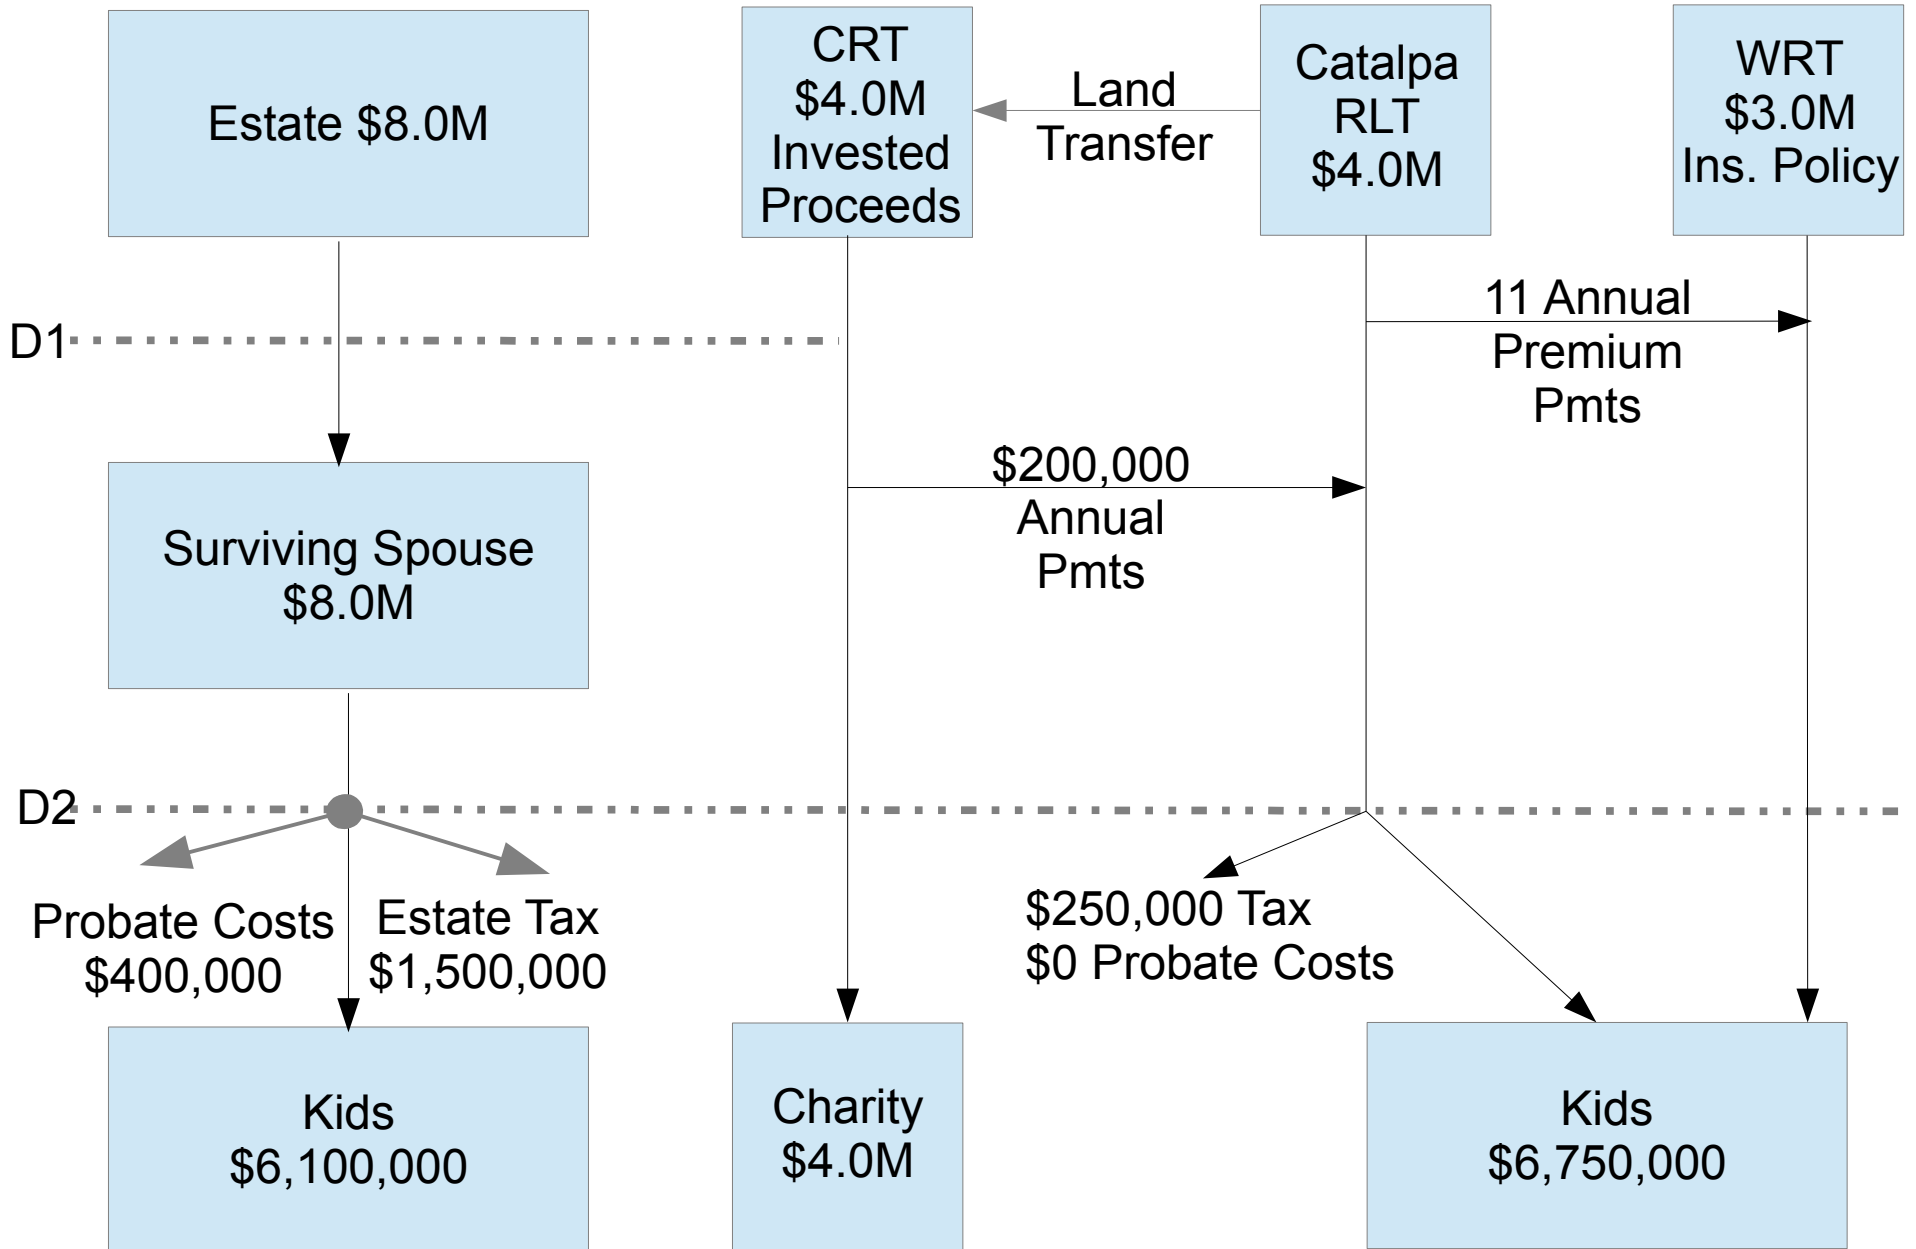 Estate $8.0M
CRT
$4.0M
Invested
Proceeds
Land
Transfer
Catalpa
RLT
$4.0M
WRT
$3.0M
Ins. Policy
D1
11 Annual
Premium
Pmts
$200,000
Annual
Pmts
Surviving Spouse
$8.0M
D2
Probate Costs
$400,000
Estate Tax
$1,500,000
$250,000 Tax
$0 Probate Costs
Kids
$6,100,000
Charity
$4.0M
Kids
$6,750,000